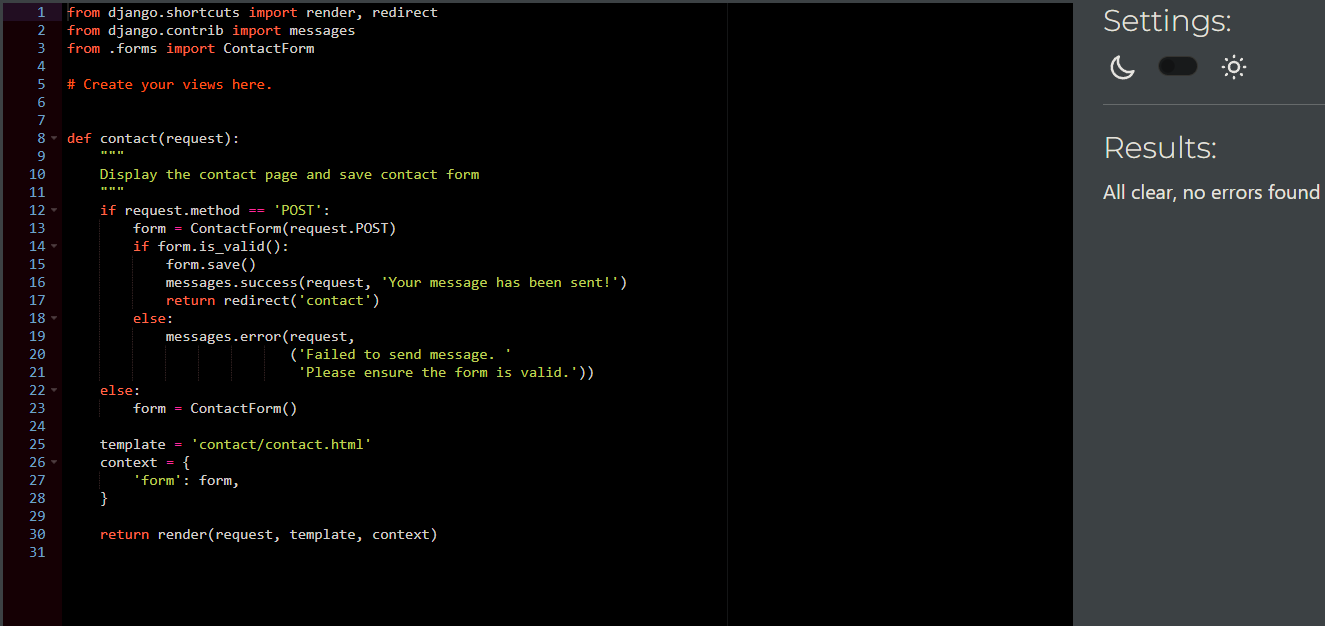 1 from django.shortcuts import render, redirect
2 from django.contrib import messages
3 from .forms import ContactForm
4
5 # Create your views here.
6
7
8 def contact(request):
9     """
10     Display the contact page and save contact form
11     """
12     if request.method == 'POST':
13         form = ContactForm(request.POST)
14         if form.is_valid():
15             form.save()
16             messages.success(request, 'Your message has been sent!')
17             return redirect('contact')
18         else:
19             messages.error(request,
20                            ('Failed to send message. '
21                             'Please ensure the form is valid.'))
22     else:
23         form = ContactForm()
24
25     template = 'contact/contact.html'
26     context = {
27         'form': form,
28     }
29
30     return render(request, template, context)
31
Settings:
Results:
All clear, no errors found